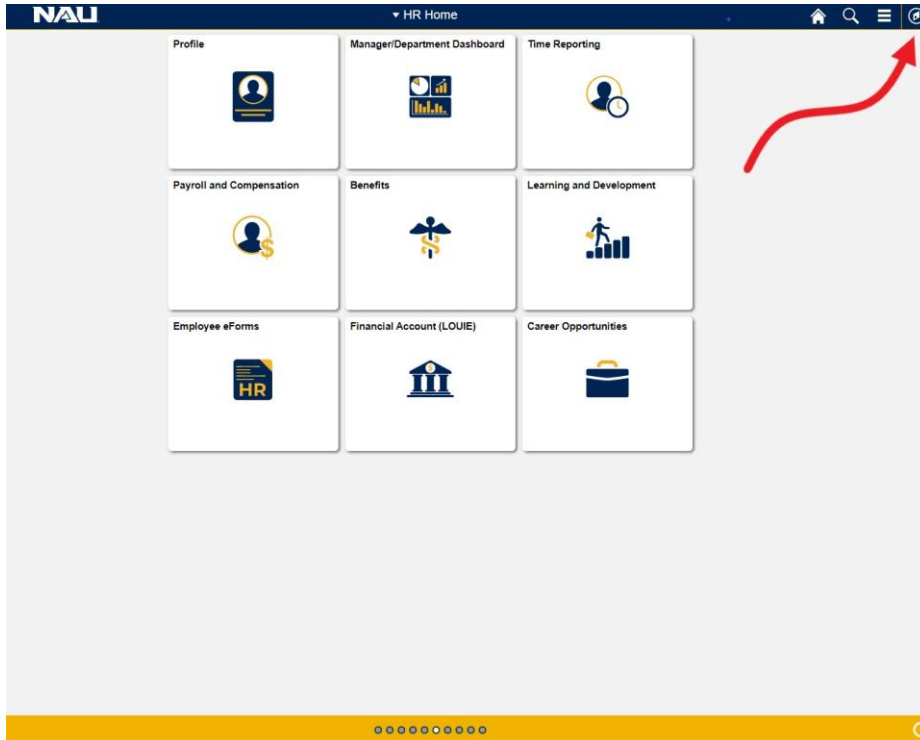 NAU
HR Home
Profile
Manager/Department Dashboard
Time Reporting
Payroll and Compensation
Benefits
Learning and Development
Employee eForms
HR
Financial Account (LOUIE)
Career Opportunities